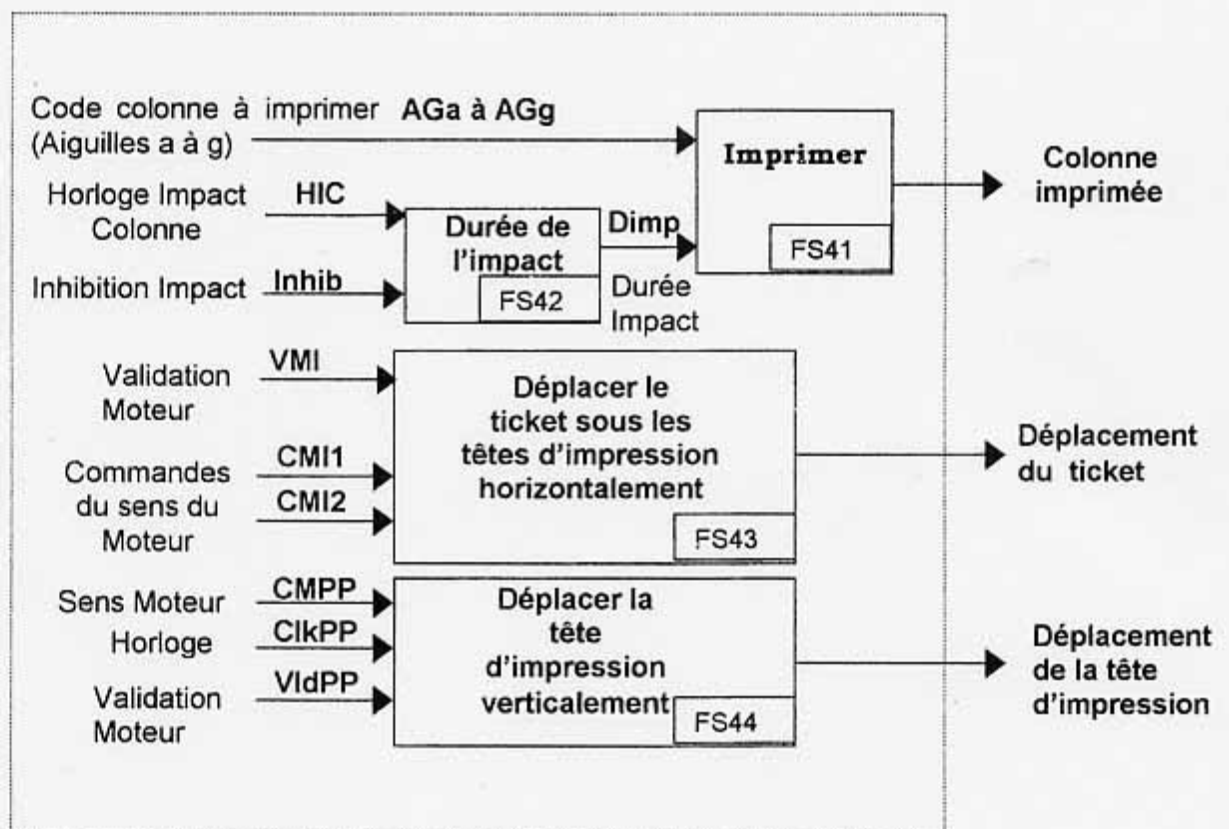 Code colonne à imprimer AGa à AGg
(Aiguilles a à g)
Imprimer
FS41
Colonne
imprimée
Horloge Impact
Colonne
HIC
Inhibition Impact
Inhib
Durée de
l'impact
FS42
Dimp
Durée
Impact
Validation
Moteur
VMI
Commandes
du sens du
Moteur
CMI1
CMI2
Déplacer le
ticket sous les
têtes d'impression
horizontalement
FS43
Déplacement
du ticket
Sens Moteur
CMPP
Horloge
ClkPP
Validation
Moteur
VldPP
Déplacer la
tête
d'impression
verticalement
FS44
Déplacement
de la tête
d'impression